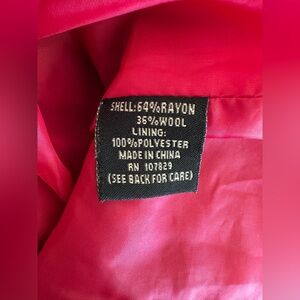 SHELL:64%RAYON
36%WOOL
LINING:
100%POLYESTER
MADE IN CHINA
RN 107829
(SEE BACK FOR CARE)